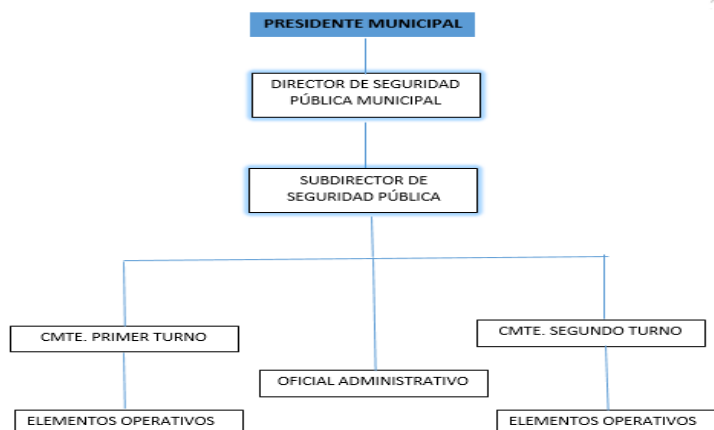 PRESIDENTE MUNICIPAL
DIRECTOR DE SEGURIDAD
PÚBLICA MUNICIPAL
SUBDIRECTOR DE
SEGURIDAD PÚBLICA
CMTE. PRIMER TURNO
CMTE. SEGUNDO TURNO
OFICIAL ADMINISTRATIVO
ELEMENTOS OPERATIVOS
ELEMENTOS OPERATIVOS